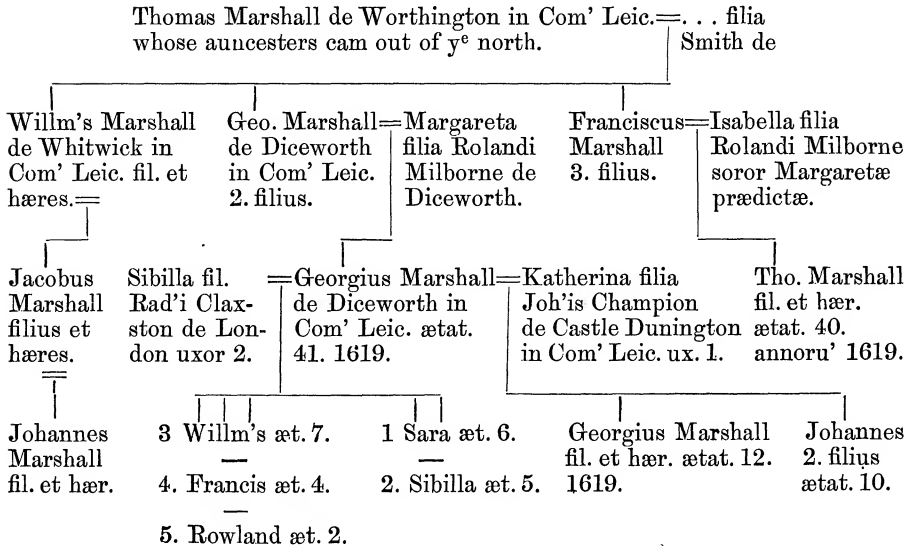 Thomas Marshall de Worthington in Com' Leic.=. . . filia
whose auncesters cam out of yᵉ north. Smith de
Willm's Marshall
de Whitwick in
Com' Leic. fil. et
hæres.=
Geo. Marshall=
de Diceworth
in Com' Leic.
2. filius.
Margareta
filia Rolandi
Milborne de
Diceworth.
Franciscus=
Marshall
3. filius.
Isabella filia
Rolandi Milborne
soror Margaretæ
prædictæ.
Jacobus
Marshall
filius et
hæres.
=
Sibilla fil.
Rad'i Clax-
ston de Lon-
don uxor 2.
=Georgius Marshall=
de Diceworth in
Com' Leic. ætat.
41. 1619.
Katherina filia
Joh'is Champion
de Castle Dunington
in Com' Leic. ux. 1.
Tho. Marshall
fil. et hær.
ætat. 40.
annoru' 1619.
Johannes
Marshall
fil. et hær.
3 Willm's æt. 7.
4. Francis æt. 4.
5. Rowland æt. 2.
1 Sara æt. 6.
2. Sibilla æt. 5.
Georgius Marshall
fil. et hær. ætat. 12.
1619.
Johannes
2. filius
ætat. 10.